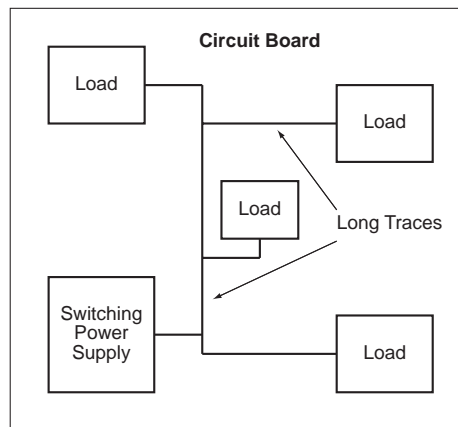 Circuit Board
Load
Load
Load
Long Traces
Switching
Power
Supply
Load